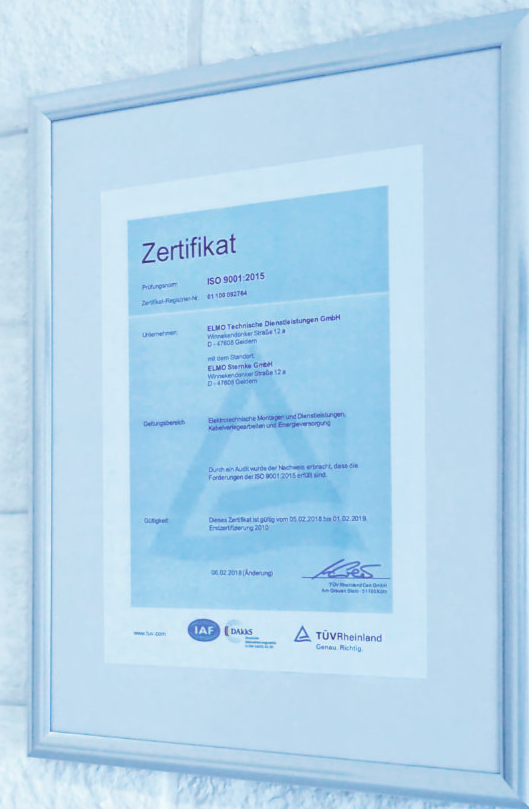 Zertifikat
Prüfungsnorm: ISO 9001:2015
Zertifikat-Registrier-Nr.: 01 100 092764
Unternehmen: ELMO Technische Dienstleistungen GmbH
Winnekendonker Straße 12 a
D - 47608 Geldern
mit dem Standort:
ELMO Sternke GmbH
Winnekendonker Straße 12 a
D - 47608 Geldern
Geltungsbereich: Elektrotechnische Montagen und Dienstleistungen,
Kabelverlegearbeiten und Energieversorgung
Durch ein Audit wurde der Nachweis erbracht, dass die
Forderungen der ISO 9001:2015 erfüllt sind.
Gültigkeit: Dieses Zertifikat ist gültig vom 05.02.2018 bis 01.02.2019.
Erstzertifizierung 2010
06.02.2018 (Änderung)
TÜV Rheinland Cert GmbH
Am Grauen Stein · 51105 Köln
www.tuv.com
IAF
DAkkS
Deutsche
Akkreditierungsstelle
TÜVRheinland
Genau. Richtig.